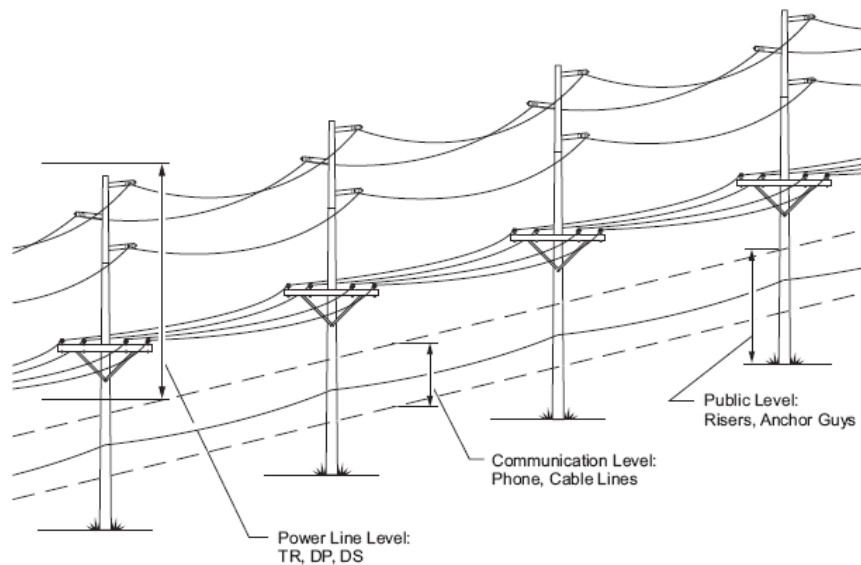 Public Level:
Risers, Anchor Guys
Communication Level:
Phone, Cable Lines
Power Line Level:
TR, DP, DS